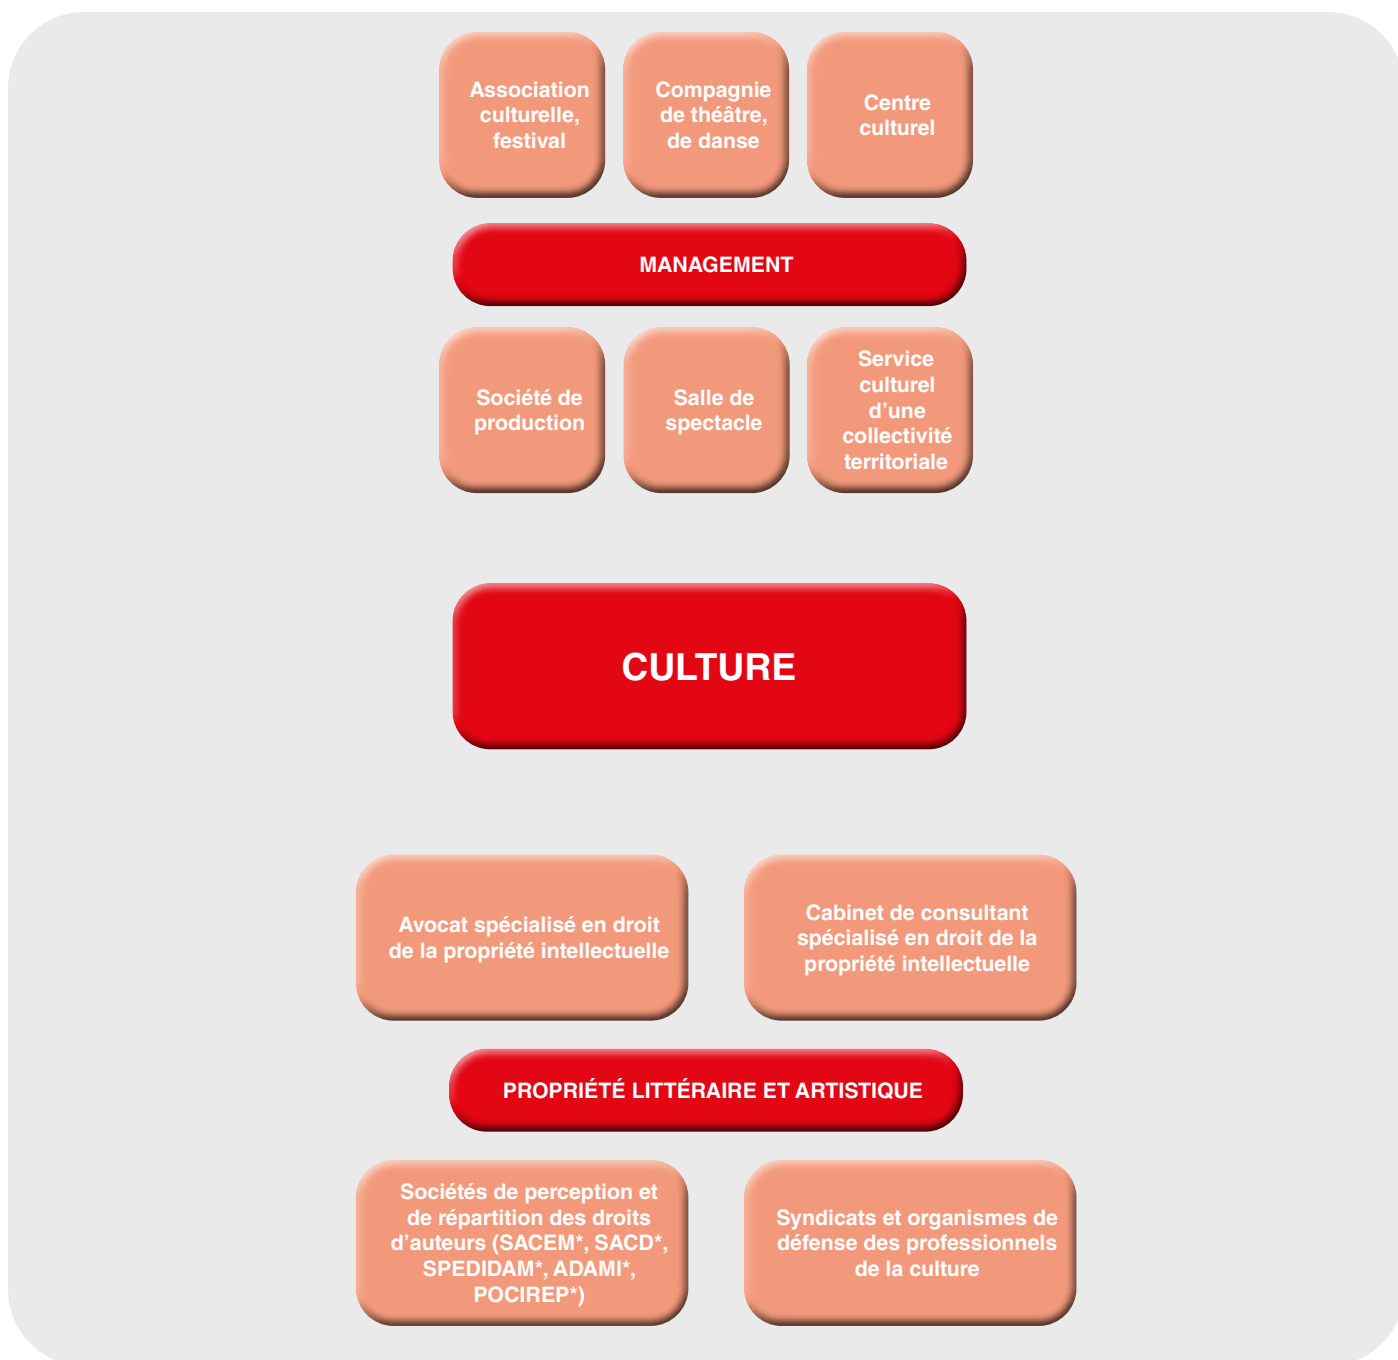 Association
culturelle,
festival
Compagnie
de théâtre,
de danse
Centre
culturel
MANAGEMENT
Société de
production
Salle de
spectacle
Service
culturel
d’une
collectivité
territoriale
CULTURE
Avocat spécialisé en droit
de la propriété intellectuelle
Cabinet de consultant
spécialisé en droit de la
propriété intellectuelle
PROPRIÉTÉ LITTÉRAIRE ET ARTISTIQUE
Sociétés de perception et
de répartition des droits
d’auteurs (SACEM*, SACD*,
SPEDIDAM*, ADAMI*,
POCIREP*)
Syndicats et organismes de
défense des professionnels
de la culture